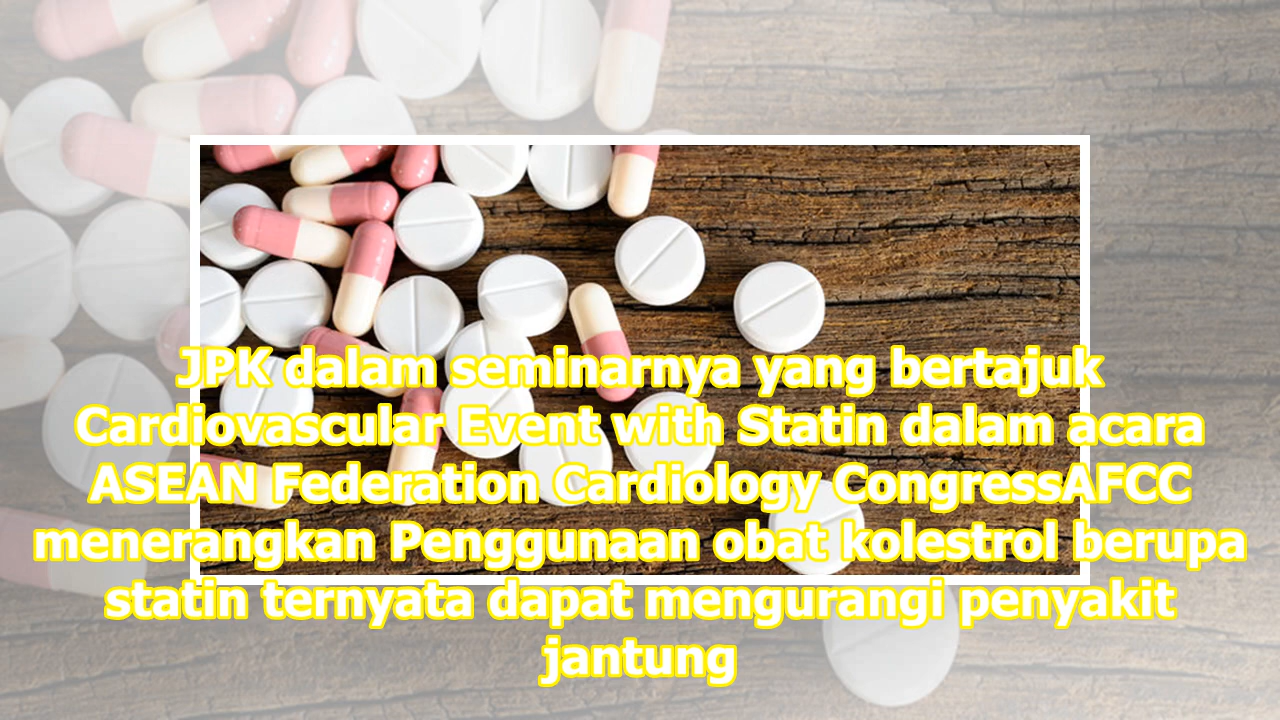 JPK dalam seminarnya yang bertajuk
Cardiovascular Event with Statin dalam acara
ASEAN Federation Cardiology CongressAFCC
menerangkan Penggunaan obat kolestrol berupa
statin ternyata dapat mengurangi penyakit
jantung